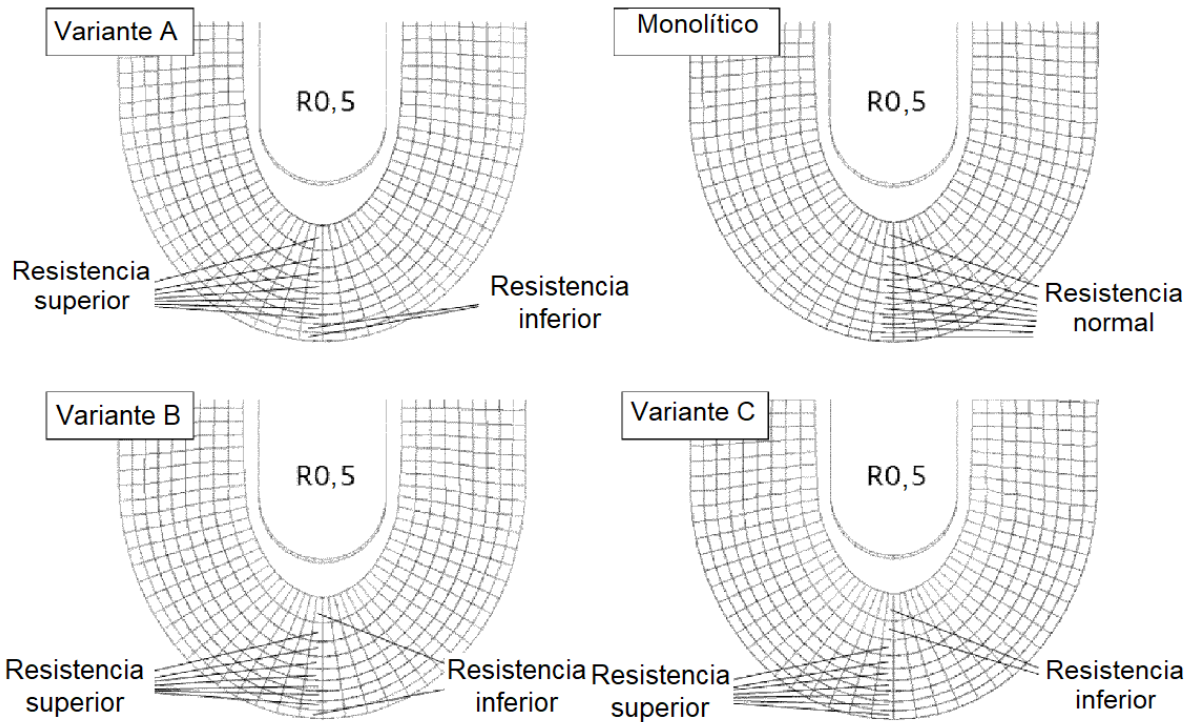 Variante A
R0,5
Resistencia
superior
Resistencia
inferior
Monolítico
R0,5
Resistencia
normal
Variante B
R0,5
Resistencia
superior
Resistencia
inferior
Variante C
R0,5
Resistencia
superior
Resistencia
inferior